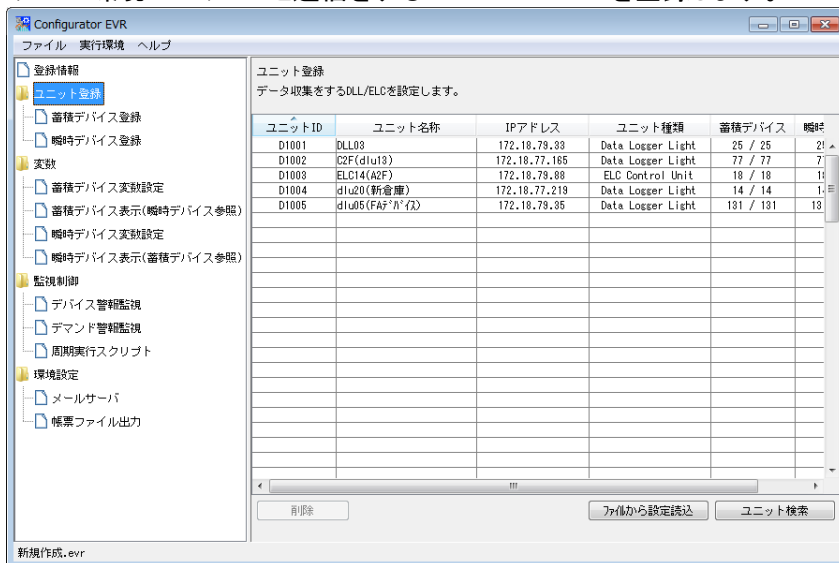 Configurator EVR
ファイル 実行環境 ヘルプ
登録情報
ユニット登録
蓄積デバイス登録
瞬時デバイス登録
変数
蓄積デバイス変数設定
蓄積デバイス表示(瞬時デバイス参照)
瞬時デバイス変数設定
瞬時デバイス表示(蓄積デバイス参照)
監視制御
デバイス警報監視
デマンド警報監視
周期実行スクリプト
環境設定
メールサーバ
帳票ファイル出力
ユニット登録
データ収集をするDLL/ELCを設定します。
ユニットID ユニット名称 IPアドレス ユニット種類 蓄積デバイス 瞬時
D1001 DLL03 172.18.79.33 Data Logger Light 25 / 25
D1002 C2F(dlu13) 172.18.77.165 Data Logger Light 77 / 77
D1003 ELC14(A2F) 172.18.79.88 ELC Control Unit 18 / 18
D1004 dlu20(新倉庫) 172.18.77.219 Data Logger Light 14 / 14
D1005 dlu05(FAデバイス) 172.18.79.35 Data Logger Light 131 / 131 13
削除 ファイルから設定読込 ユニット検索
新規作成.evr